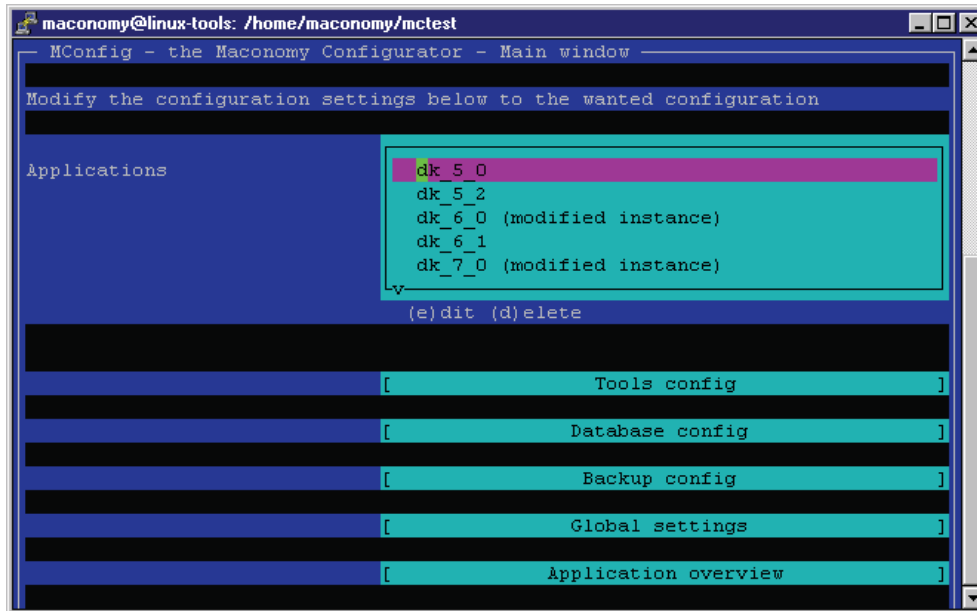 maconomy@linux-tools: /home/maconomy/mctest
MConfig - the Maconomy Configurator - Main window
Modify the configuration settings below to the wanted configuration
Applications
dk_5_0
dk_5_2
dk_6_0 (modified instance)
dk_6_1
dk_7_0 (modified instance)
v
(e)dit (d)elete
[ Tools config ]
[ Database config ]
[ Backup config ]
[ Global settings ]
[ Application overview ]